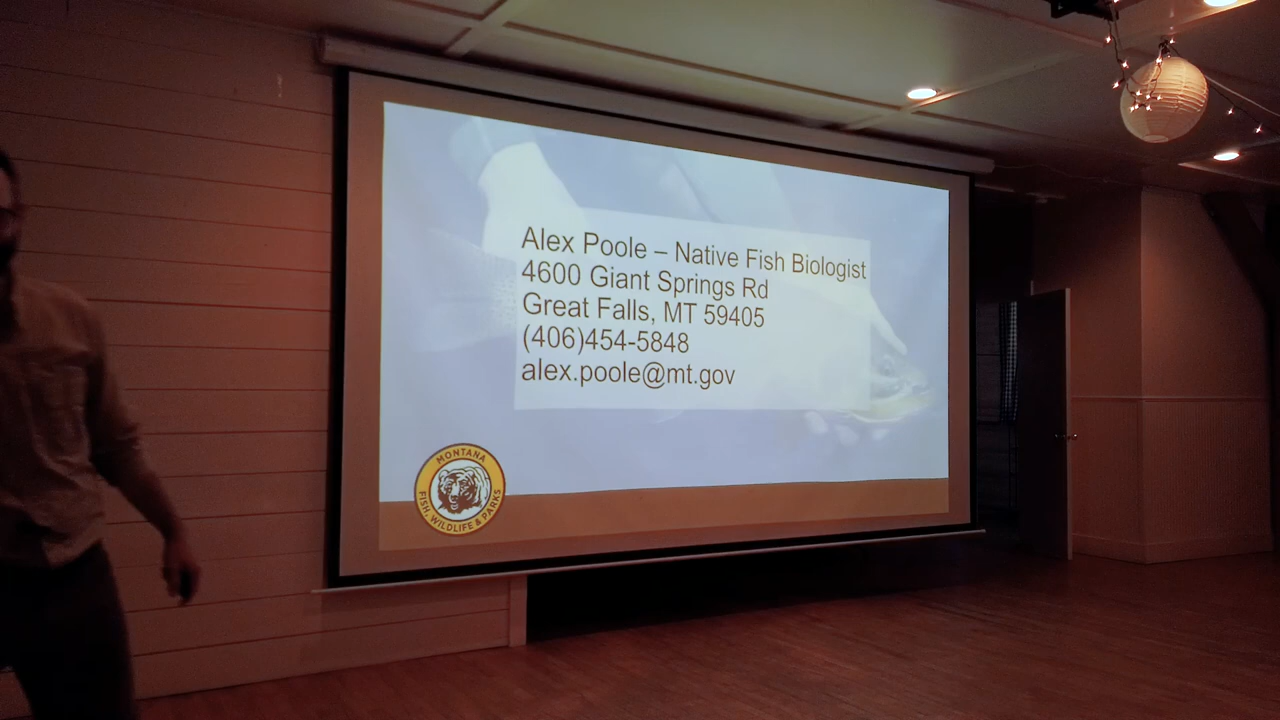 Alex Poole – Native Fish Biologist
4600 Giant Springs Rd
Great Falls, MT 59405
(406)454-5848
alex.poole@mt.gov
MONTANA
FISH, WILDLIFE & PARKS